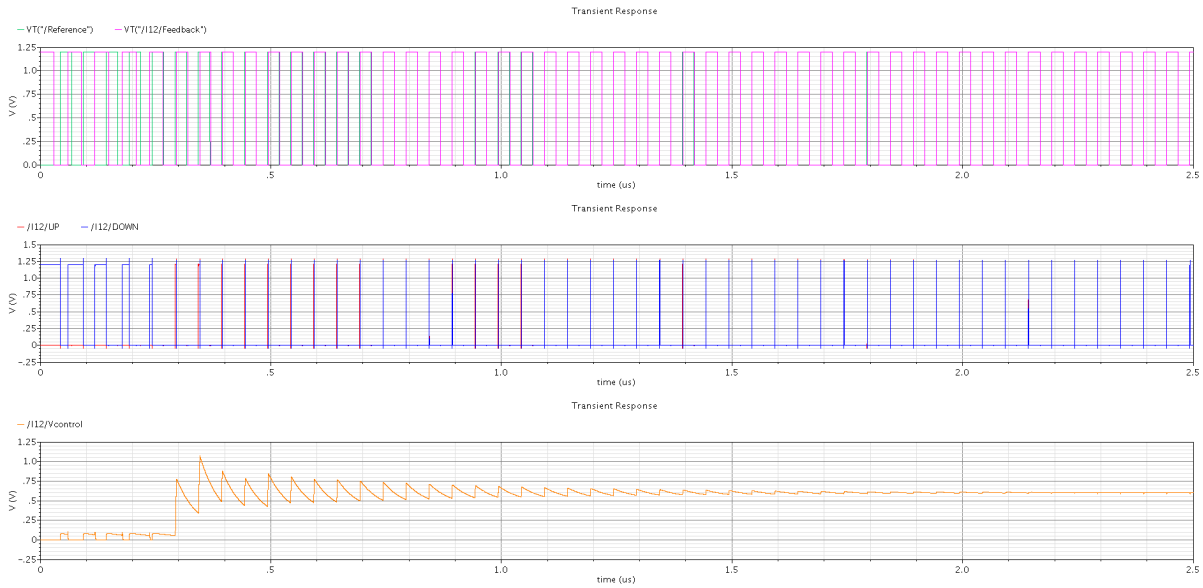 Transient Response
VT("/Reference") VT("/I12/Feedback")
1.25
1.0
.75
.5
.25
0.0
V (V)
0 .5 1.0 1.5 2.0 2.5
time (us)
Transient Response
/I12/UP /I12/DOWN
1.5
1.25
1.0
.75
.5
.25
0
-.25
V (V)
0 .5 1.0 1.5 2.0 2.5
time (us)
Transient Response
/I12/Vcontrol
1.25
1.0
.75
.5
.25
0
-.25
V (V)
0 .5 1.0 1.5 2.0 2.5
time (us)